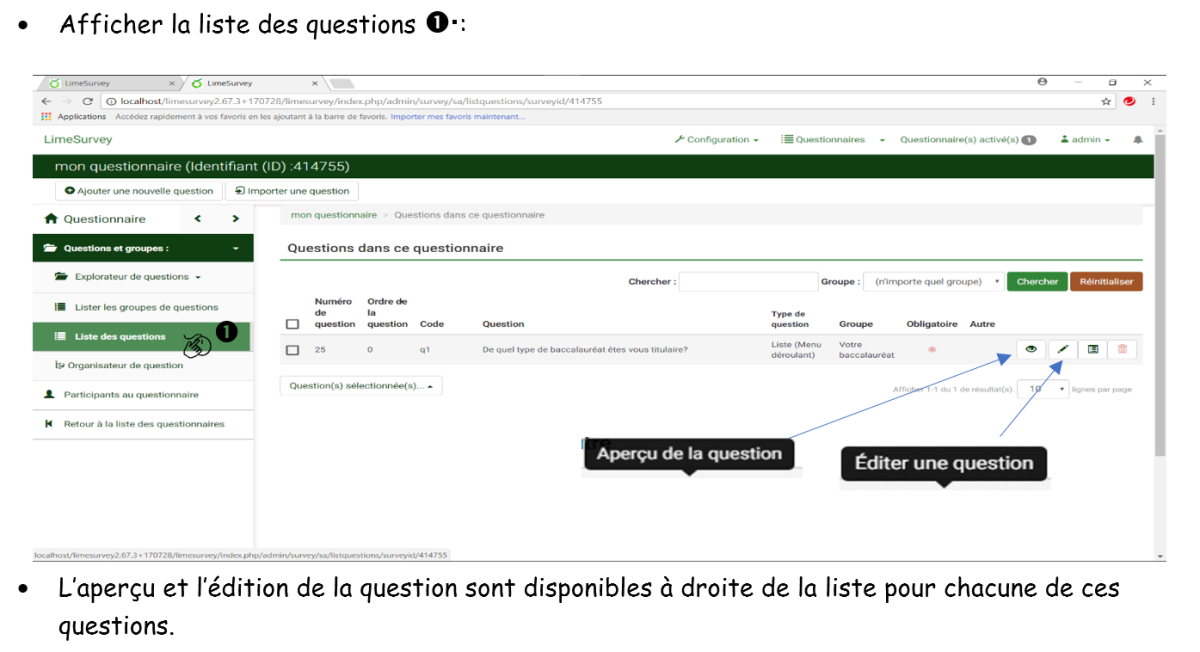 • Afficher la liste des questions ❶·:
LimeSurvey × LimeSurvey ×
localhost/limesurvey2.67.3+170728/limesurvey/index.php/admin/survey/sa/listquestions/surveyid/414755
Applications Accédez rapidement à vos favoris en les ajoutant à la barre de favoris. Importer mes favoris maintenant...
LimeSurvey Configuration Questionnaires Questionnaire(s) activé(s) 1 admin
mon questionnaire (Identifiant (ID) :414755)
Ajouter une nouvelle question Importer une question
Questionnaire < > mon questionnaire > Questions dans ce questionnaire
Questions et groupes : Questions dans ce questionnaire
Explorateur de questions Chercher : Groupe : (n'importe quel groupe) Chercher Réinitialiser
Lister les groupes de questions
Numéro de question Ordre de la question Code Question Type de question Groupe Obligatoire Autre
Liste des questions ❶
25 0 q1 De quel type de baccalauréat êtes vous titulaire? Liste (Menu déroulant) Votre baccalauréat *
Organisateur de question
Question(s) sélectionnée(s)... Afficher 1-1 du 1 de résultat(s). 10 lignes par page
Participants au questionnaire
Retour à la liste des questionnaires
Aperçu de la question
Éditer une question
localhost/limesurvey2.67.3+170728/limesurvey/index.php/admin/survey/sa/listquestions/surveyid/414755
• L'aperçu et l'édition de la question sont disponibles à droite de la liste pour chacune de ces
questions.